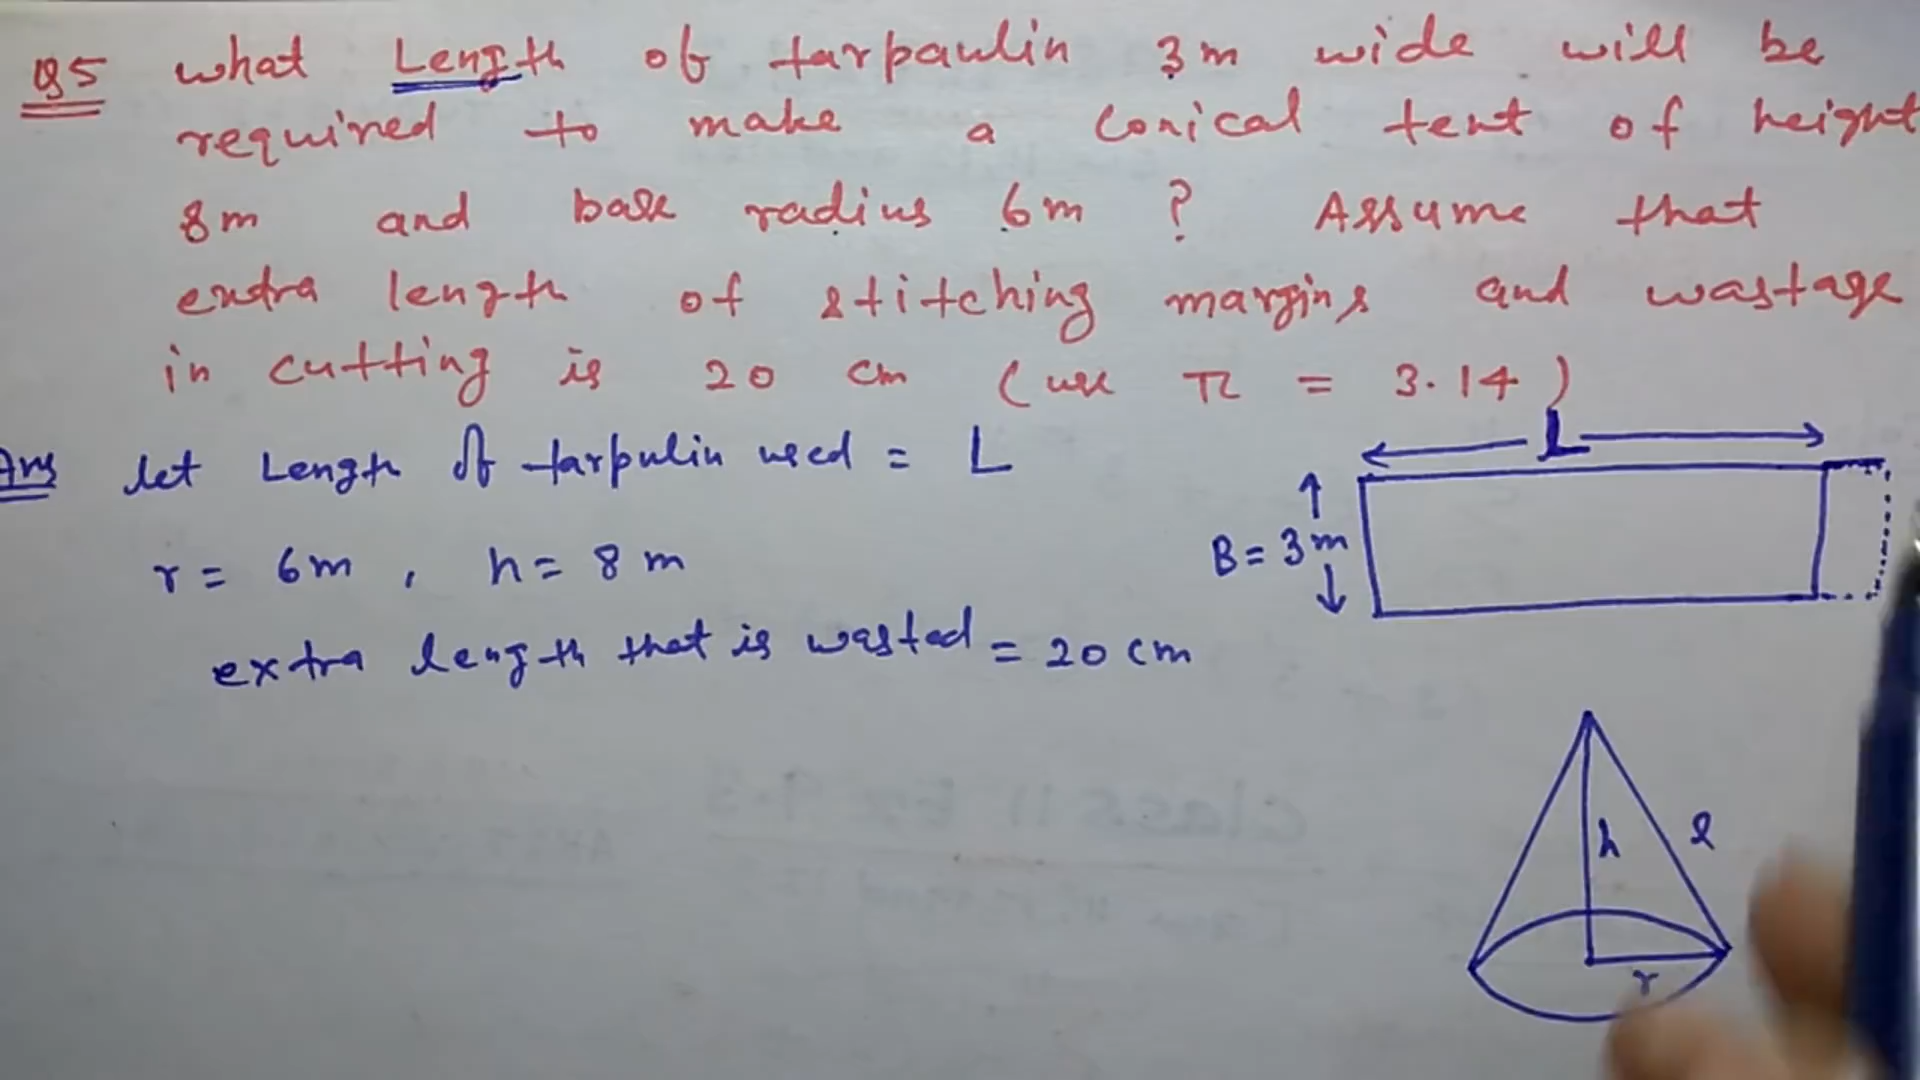 Q5 what Length of tarpaulin 3m wide will be
required to make a conical tent of height
8m and base radius 6m ? Assume that
extra length of stitching margins and wastage
in cutting is 20 cm (use π = 3.14)
Ans let Length of tarpulin used = L
r = 6m , h = 8 m
extra length that is wasted = 20 cm
L
B = 3m
h
l
r